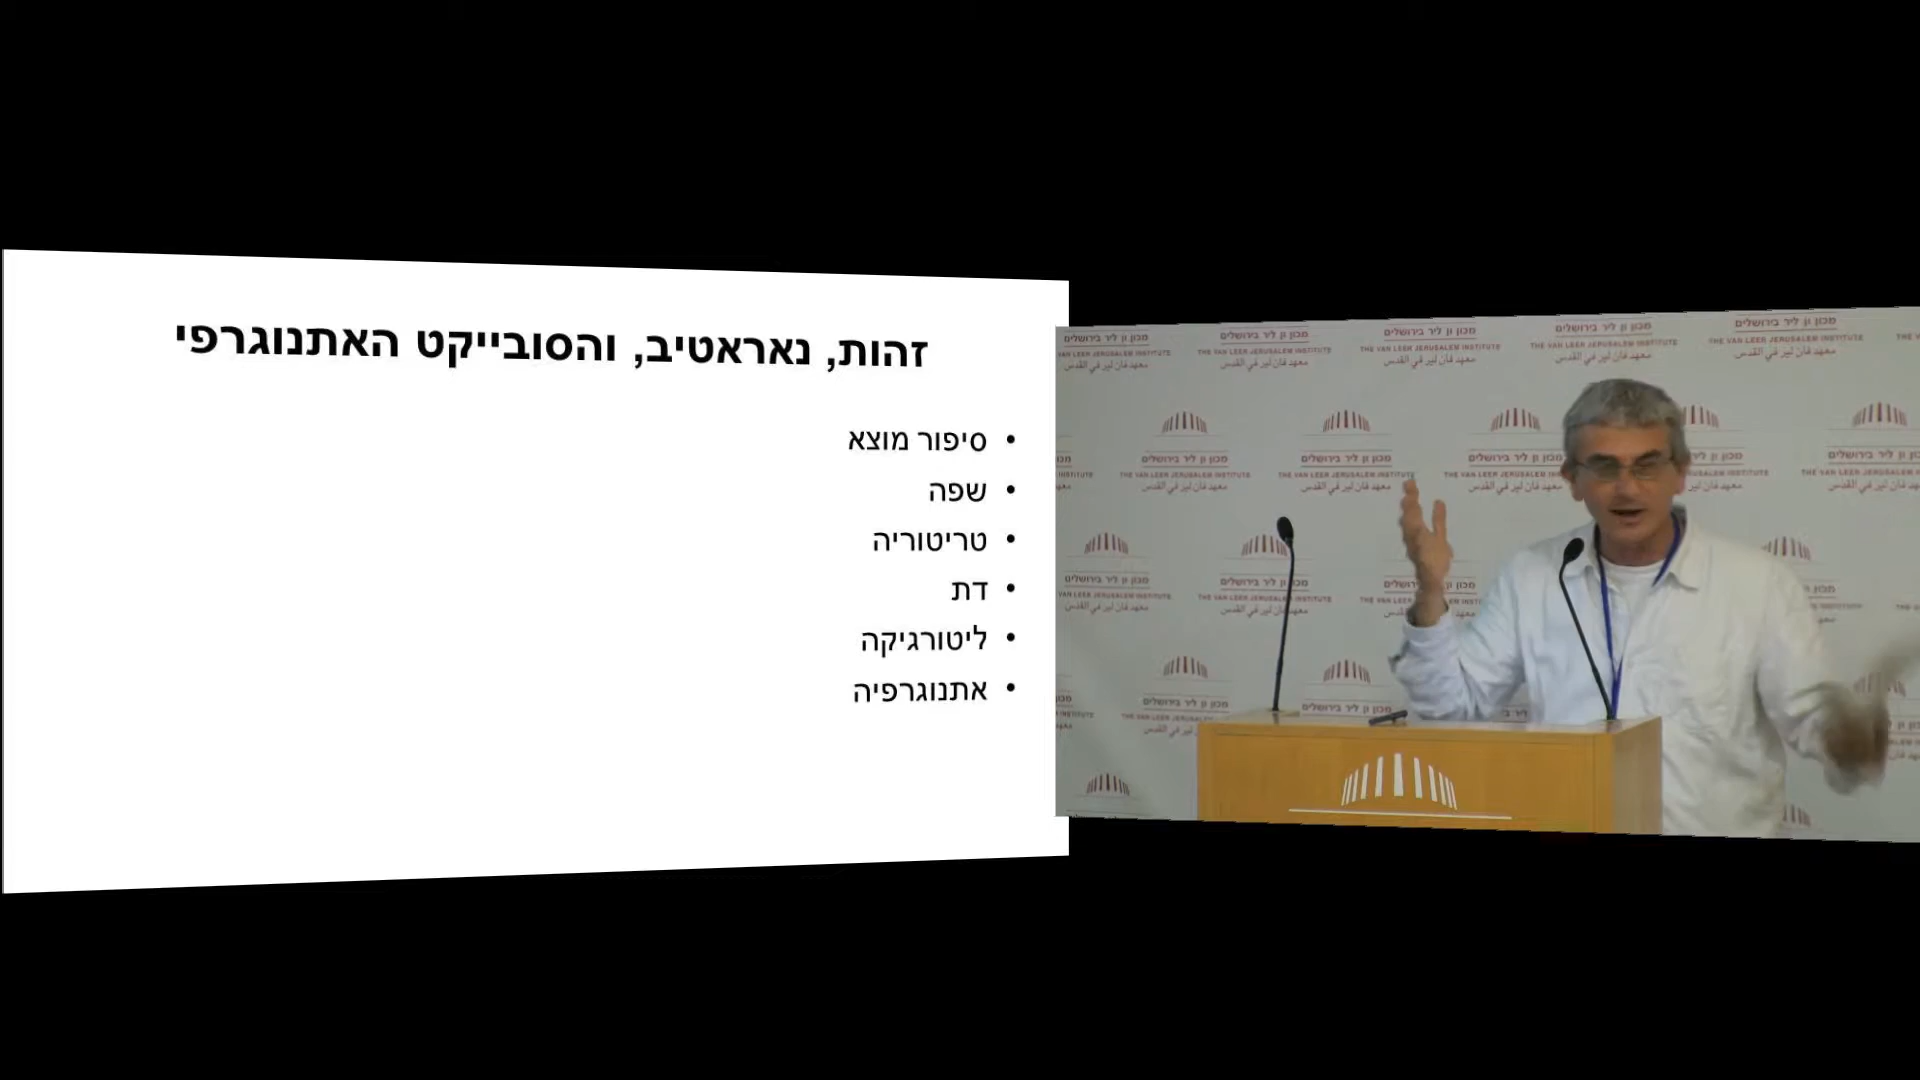 זהות, נאראטיב, והסובייקט האתנוגרפי
• סיפור מוצא
• שפה
• טריטוריה
• דת
• ליטורגיקה
• אתנוגרפיה
מכון ון ליר בירושלים
THE VAN LEER JERUSALEM INSTITUTE
معهد فان لير في القدس